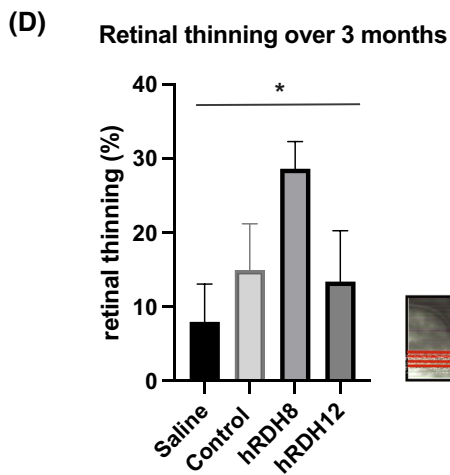 (D)
Retinal thinning over 3 months
*
40
30
20
10
0
retinal thinning (%)
Saline
Control
hRDH8
hRDH12